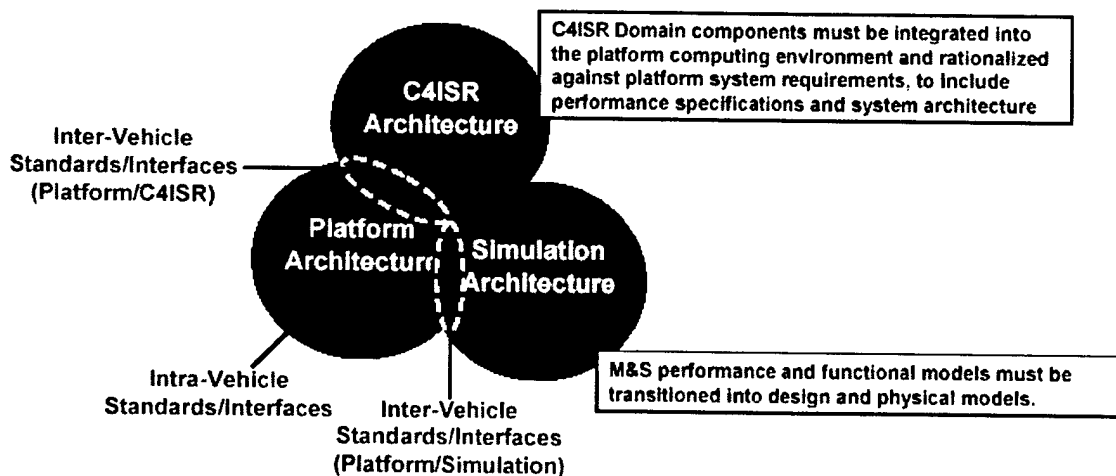 C4ISR Domain components must be integrated into
the platform computing environment and rationalized
against platform system requirements, to include
performance specifications and system architecture
C4ISR
Architecture
Inter-Vehicle
Standards/Interfaces
(Platform/C4ISR)
Platform
Architecture
Simulation
Architecture
Intra-Vehicle
Standards/Interfaces
Inter-Vehicle
Standards/Interfaces
(Platform/Simulation)
M&S performance and functional models must be
transitioned into design and physical models.